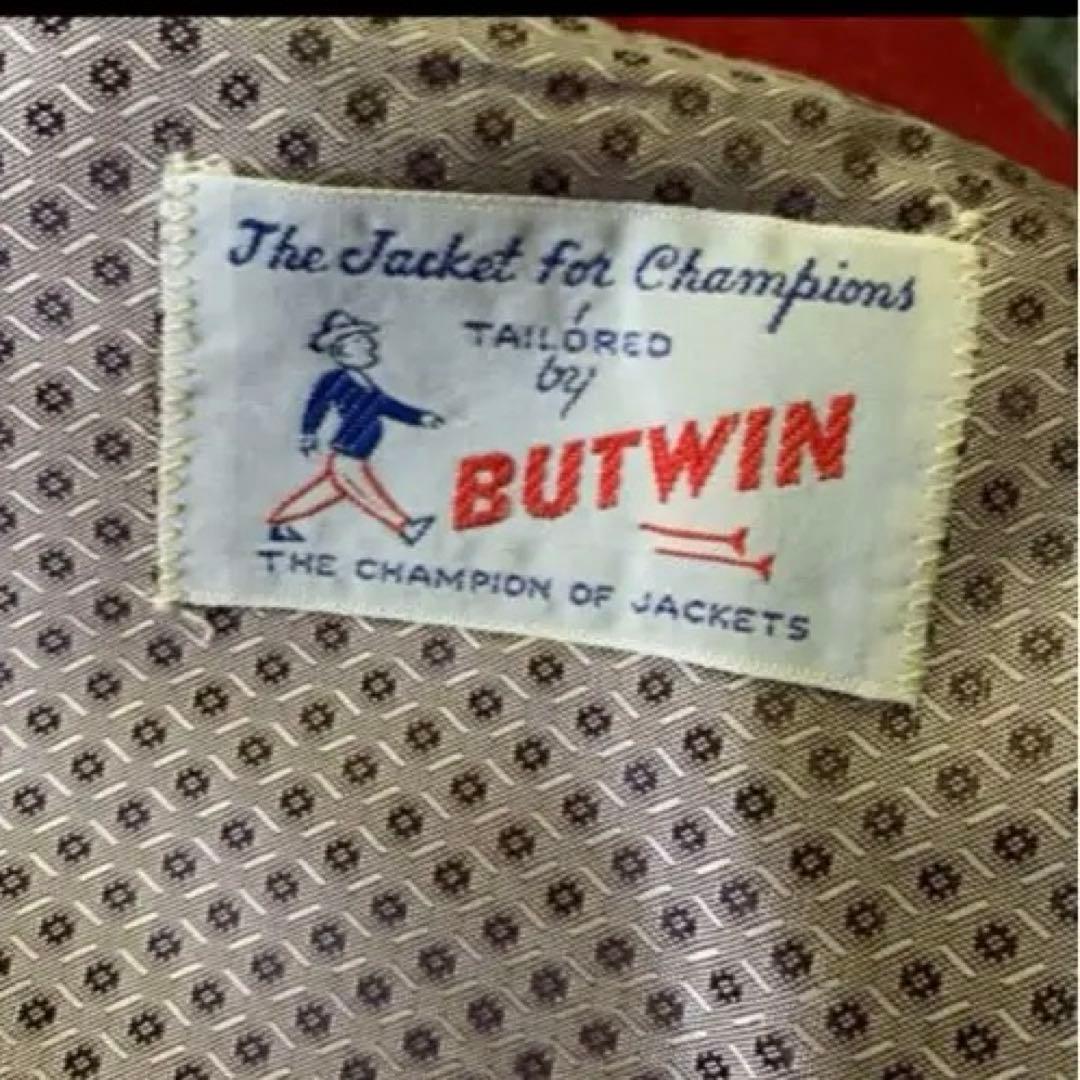 The Jacket for Champions
TAILORED
by
BUTWIN
THE CHAMPION OF JACKETS